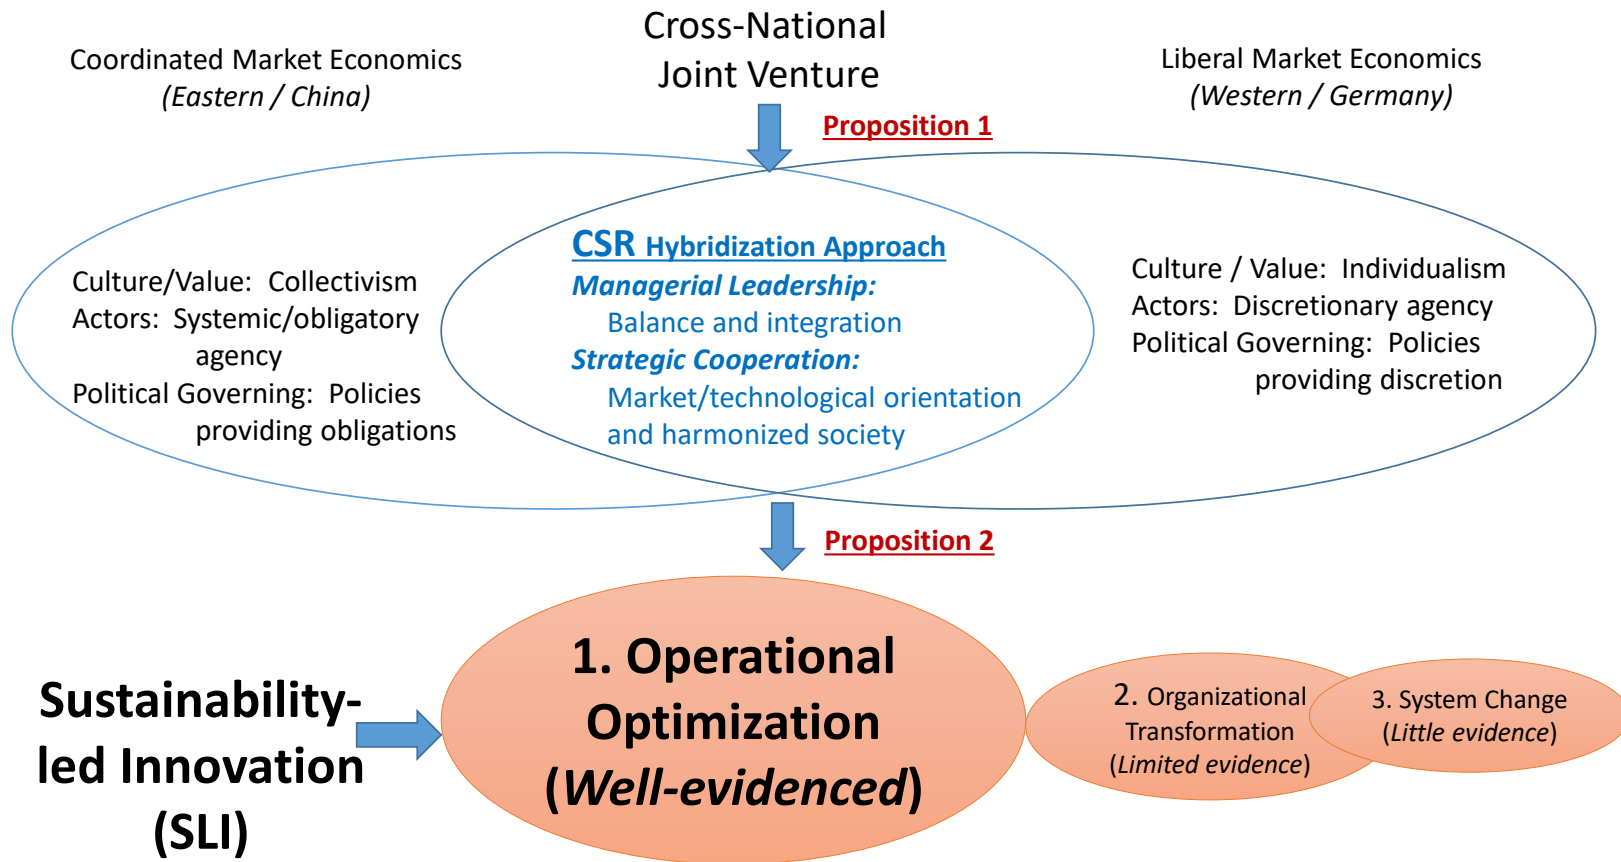 Cross-National
Joint Venture
Coordinated Market Economics
(Eastern / China)
Liberal Market Economics
(Western / Germany)
Proposition 1
Culture/Value: Collectivism
Actors: Systemic/obligatory
agency
Political Governing: Policies
providing obligations
CSR Hybridization Approach
Managerial Leadership:
Balance and integration
Strategic Cooperation:
Market/technological orientation
and harmonized society
Culture / Value: Individualism
Actors: Discretionary agency
Political Governing: Policies
providing discretion
Proposition 2
Sustainability-
led Innovation
(SLI)
1. Operational
Optimization
(Well-evidenced)
2. Organizational
Transformation
(Limited evidence)
3. System Change
(Little evidence)